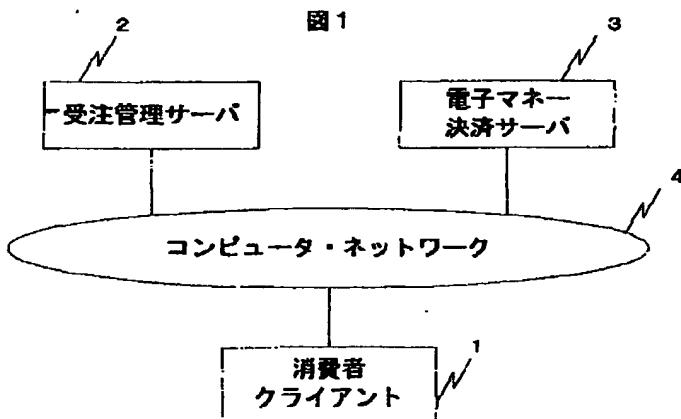 図1
2
3
受注管理サーバ
電子マネー
決済サーバ
4
コンピュータ・ネットワーク
1
消費者
クライアント